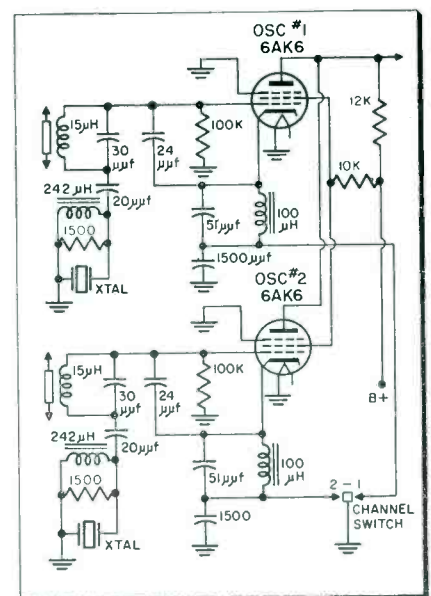 OSC #1
6AK6
15μH
30
μμf
24
μμf
100K
12K
10K
242μH
20μμf
1500
51μμf
100
μH
1500μμf
XTAL
OSC #2
6AK6
15μH
30
μμf
24
μμf
100K
B+
242μH
20μμf
1500
51μμf
100
μH
2-1
CHANNEL
SWITCH
1500
XTAL